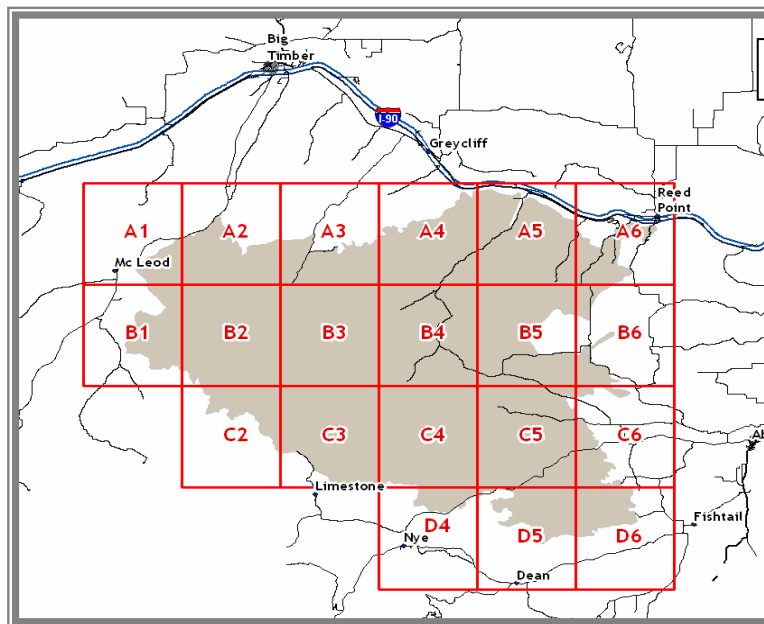 Big
Timber
I-90
Greycliff
Reed
Point
A1
A2
A3
A4
A5
A6
Mc Leod
B1
B2
B3
B4
B5
B6
C2
C3
C4
C5
C6
Ab
Limestone
D4
D5
D6
Fishtail
Nye
Dean